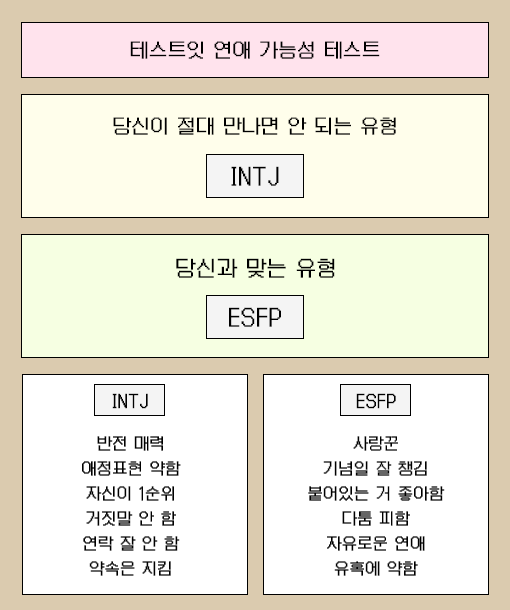 테스트잇 연애 가능성 테스트
당신이 절대 만나면 안 되는 유형
INTJ
당신과 맞는 유형
ESFP
INTJ
반전 매력
애정표현 약함
자신이 1순위
거짓말 안 함
연락 잘 안 함
약속은 지킴
ESFP
사랑꾼
기념일 잘 챙김
붙어있는 거 좋아함
다툼 피함
자유로운 연애
유혹에 약함